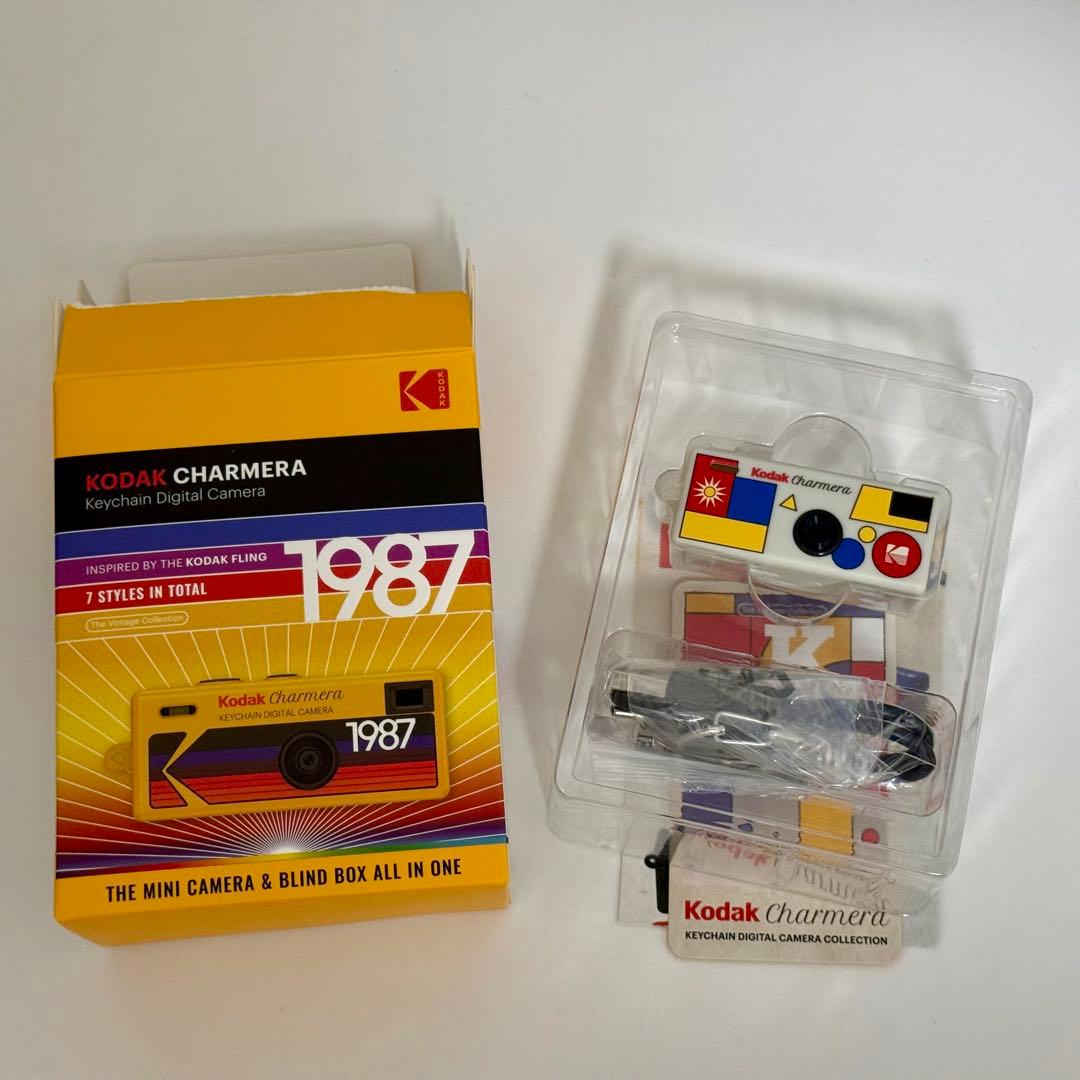 KODAK
KODAK CHARMERA
Keychain Digital Camera
INSPIRED BY THE KODAK FLING
1987
7 STYLES IN TOTAL
The Vintage Collection
Kodak Charmera
KEYCHAIN DIGITAL CAMERA
1987
THE MINI CAMERA & BLIND BOX ALL IN ONE
Kodak Charmera
K
Kodak Charmera
Kodak Charmera
KEYCHAIN DIGITAL CAMERA COLLECTION